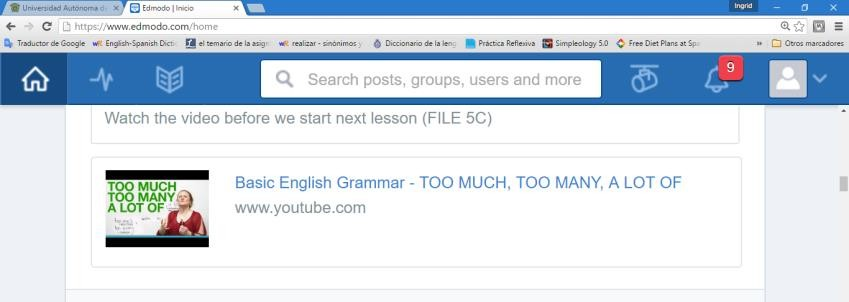 Universidad Autónoma de
Edmodo | Inicio
Ingrid
https://www.edmodo.com/home
Traductor de Google
English-Spanish Dictio
el temario de la asign
realizar - sinónimos y
Diccionario de la leng
Práctica Reflexiva
Simpleology 5.0
Free Diet Plans at Spa
»
Otros marcadores
Search posts, groups, users and more
9
Watch the video before we start next lesson (FILE 5C)
TOO MUCH
TOO MANY
A LOT OF
Basic English Grammar - TOO MUCH, TOO MANY, A LOT OF
www.youtube.com